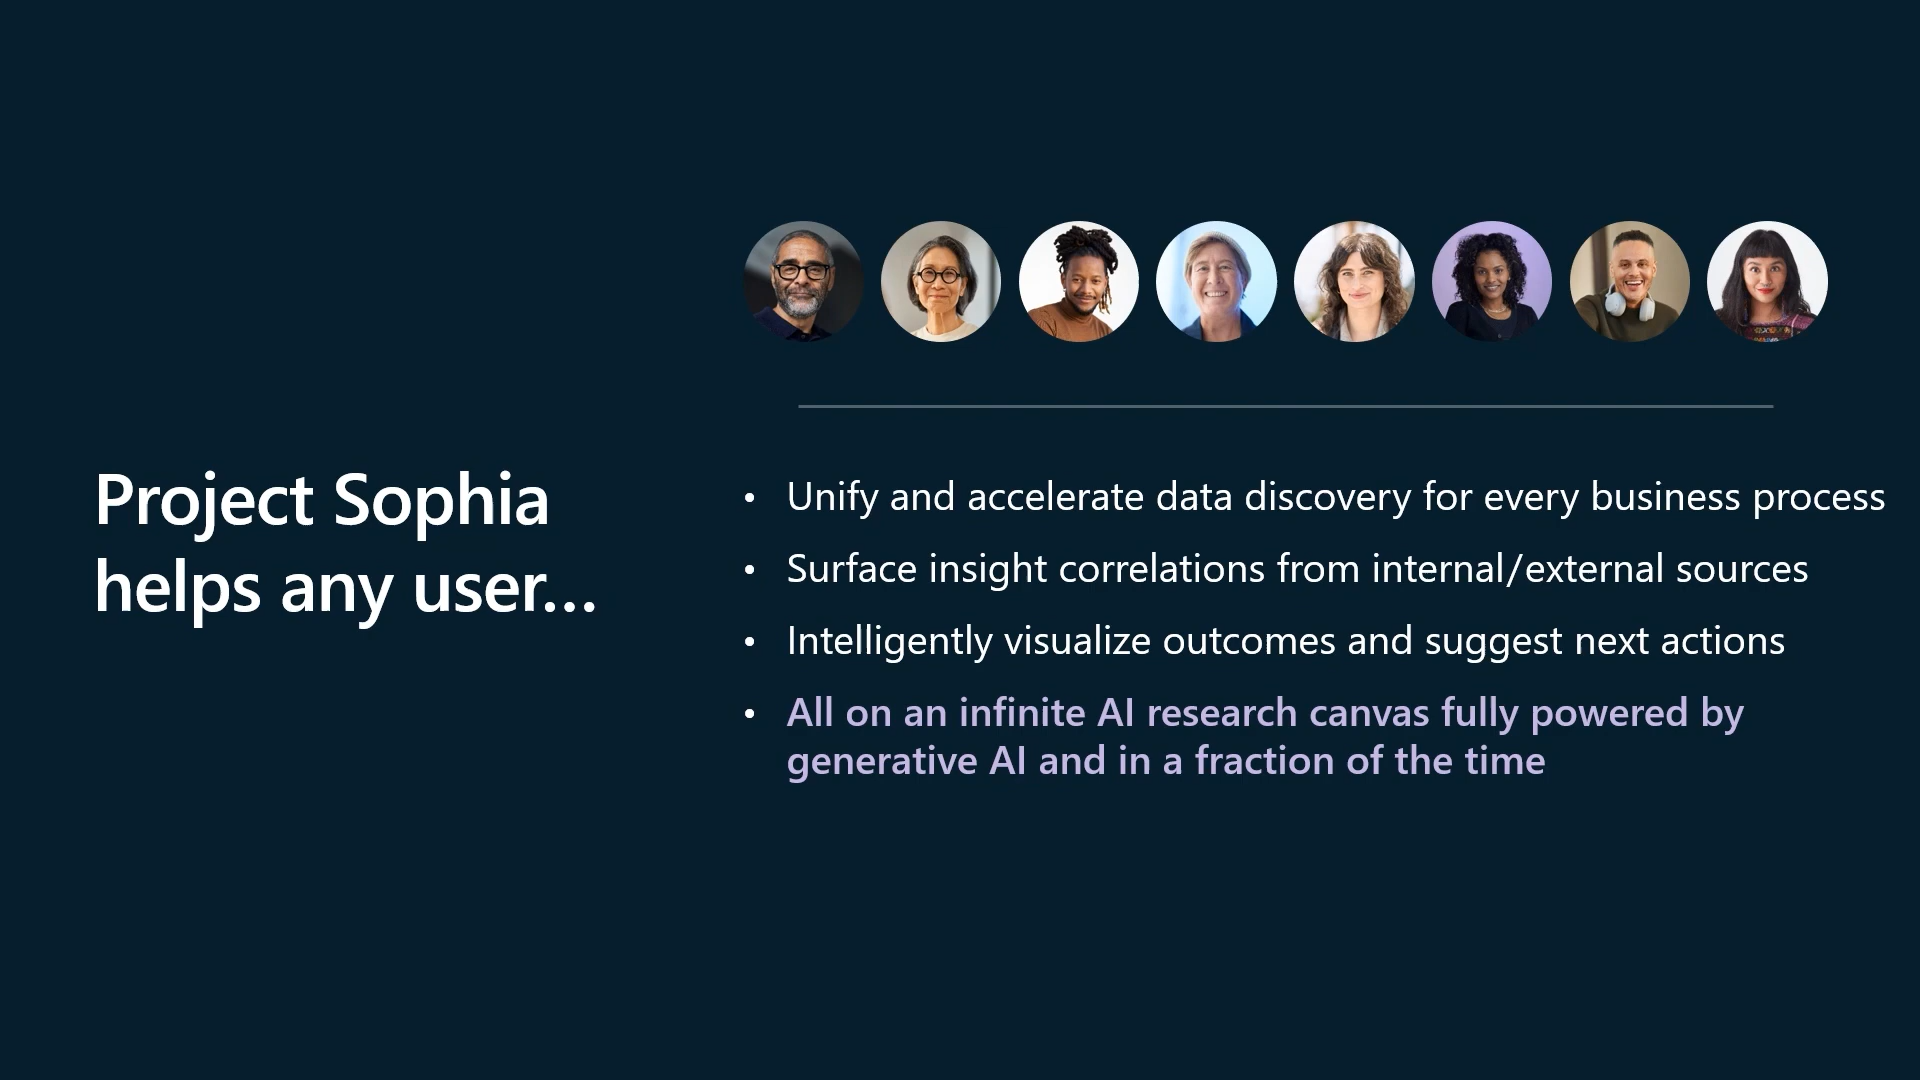 Project Sophia
helps any user...
• Unify and accelerate data discovery for every business process
• Surface insight correlations from internal/external sources
• Intelligently visualize outcomes and suggest next actions
• All on an infinite AI research canvas fully powered by
generative AI and in a fraction of the time